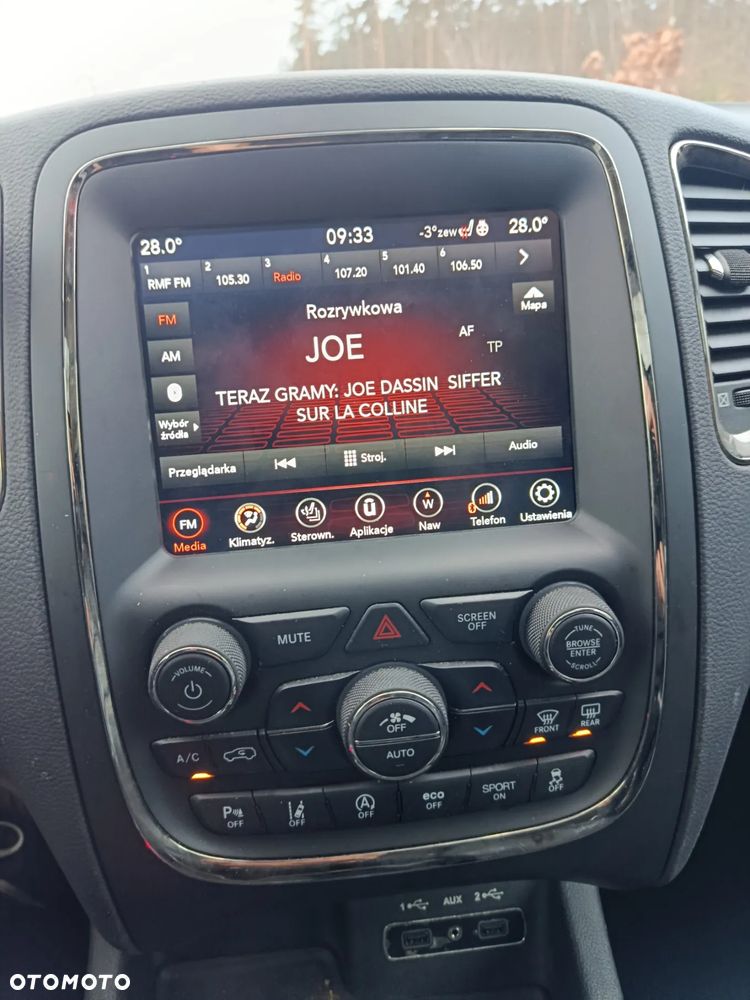 28.0°
09:33
-3°zew
28.0°
1 RMF FM
2 105.30
3 Radio
4 107.20
5 101.40
6 106.50
FM
Rozrywkowa
Mapa
AF
JOE
TP
AM
TERAZ GRAMY: JOE DASSIN SIFFER
SUR LA COLLINE
Wybór
źródła
Przeglądarka
Stroj.
Audio
FM
W
Media
Klimatyz.
Sterown.
Aplikacje
Naw
Telefon
Ustawienia
VOLUME
MUTE
SCREEN
OFF
TUNE
BROWSE
ENTER
SCROLL
OFF
AUTO
A/C
FRONT
REAR
P OFF
OFF
A OFF
eco
OFF
SPORT
ON
OFF
1 AUX 2
OTOMOTO